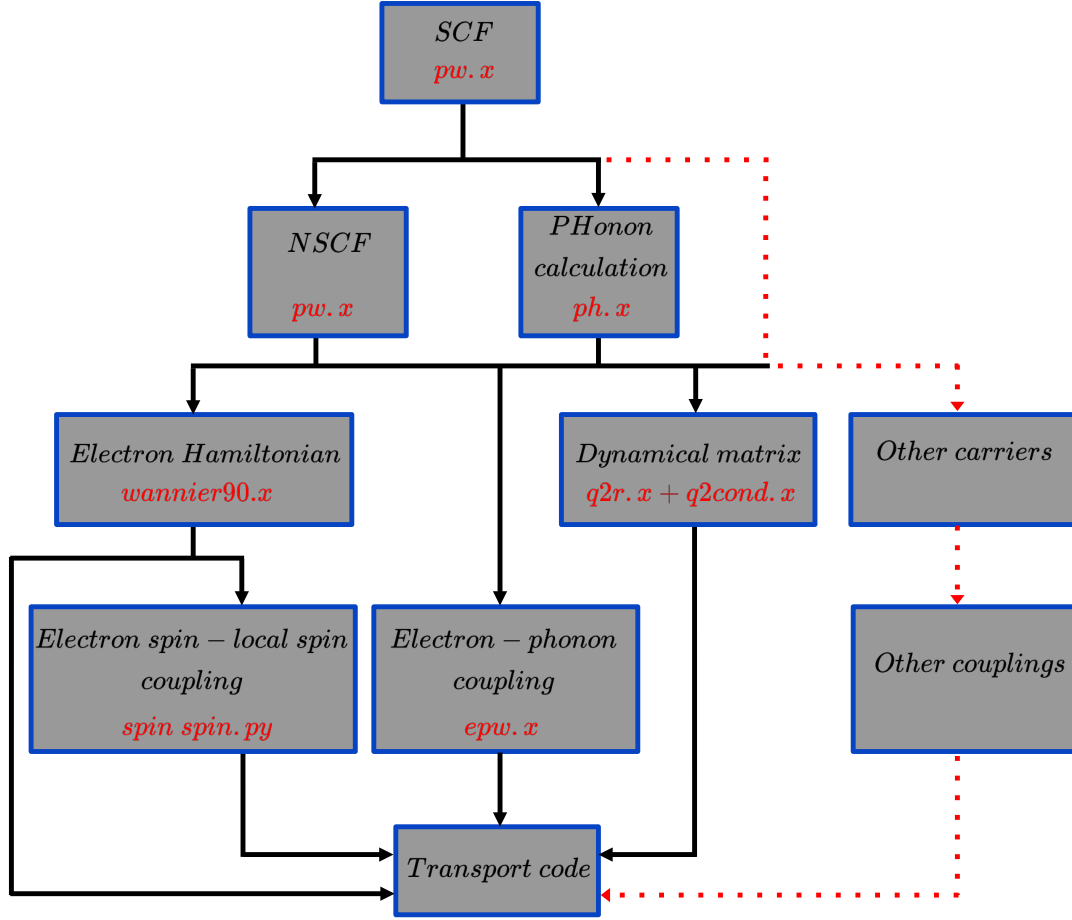 SCF
pw.x
NSCF
pw.x
PHonon
calculation
ph.x
Electron Hamiltonian
wannier90.x
Dynamical matrix
q2r.x + q2cond.x
Other carriers
Electron spin − local spin
coupling
spin spin.py
Electron − phonon
coupling
epw.x
Other couplings
Transport code